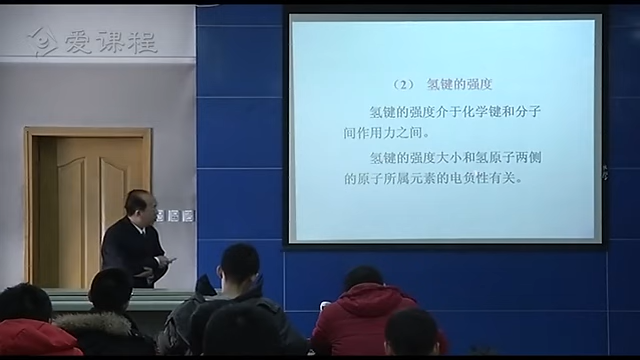 爱课程
（2） 氢键的强度
氢键的强度介于化学键和分子
间作用力之间。
氢键的强度大小和氢原子两侧
的原子所属元素的电负性有关。